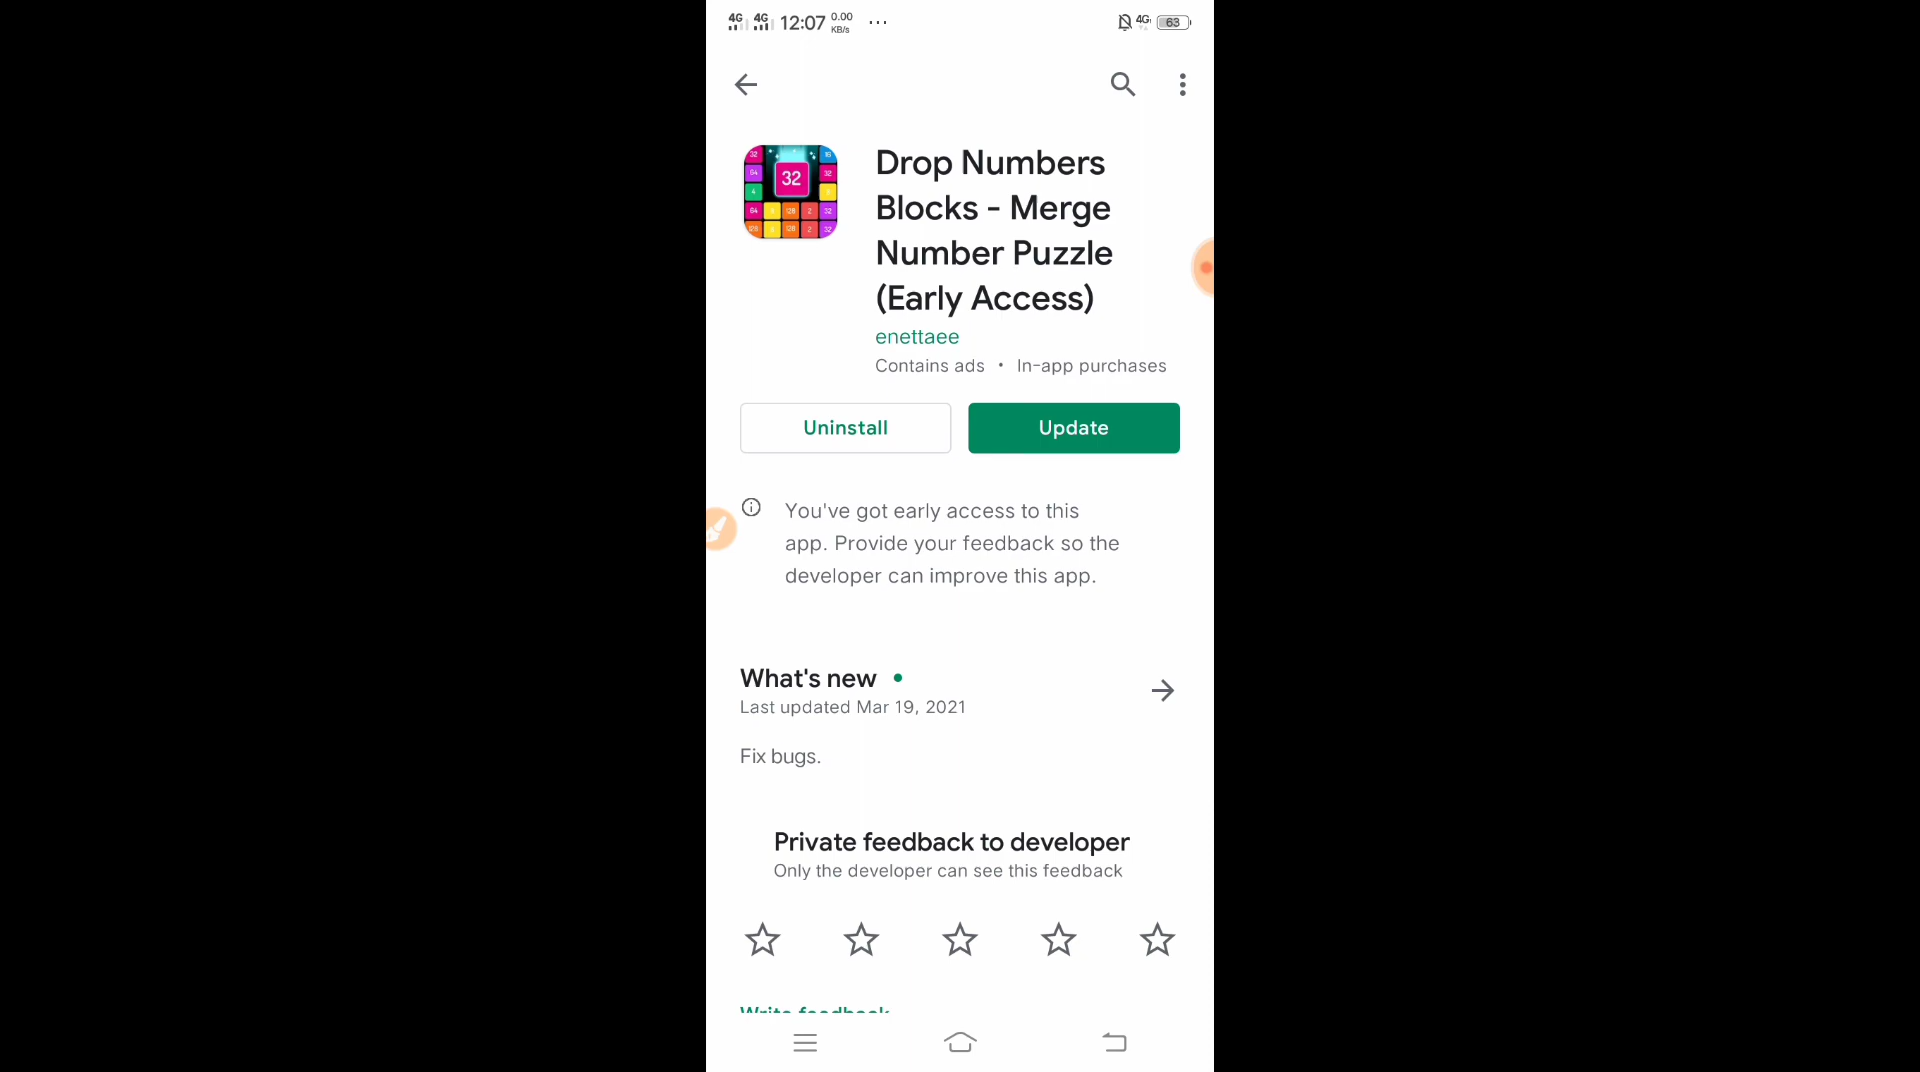 4G 4G 12:07 0.00 KB/s ... 4G 63
32
Drop Numbers
Blocks - Merge
Number Puzzle
(Early Access)
enettaee
Contains ads • In-app purchases
Uninstall
Update
You've got early access to this
app. Provide your feedback so the
developer can improve this app.
What's new
Last updated Mar 19, 2021
Fix bugs.
Private feedback to developer
Only the developer can see this feedback
Write feedback